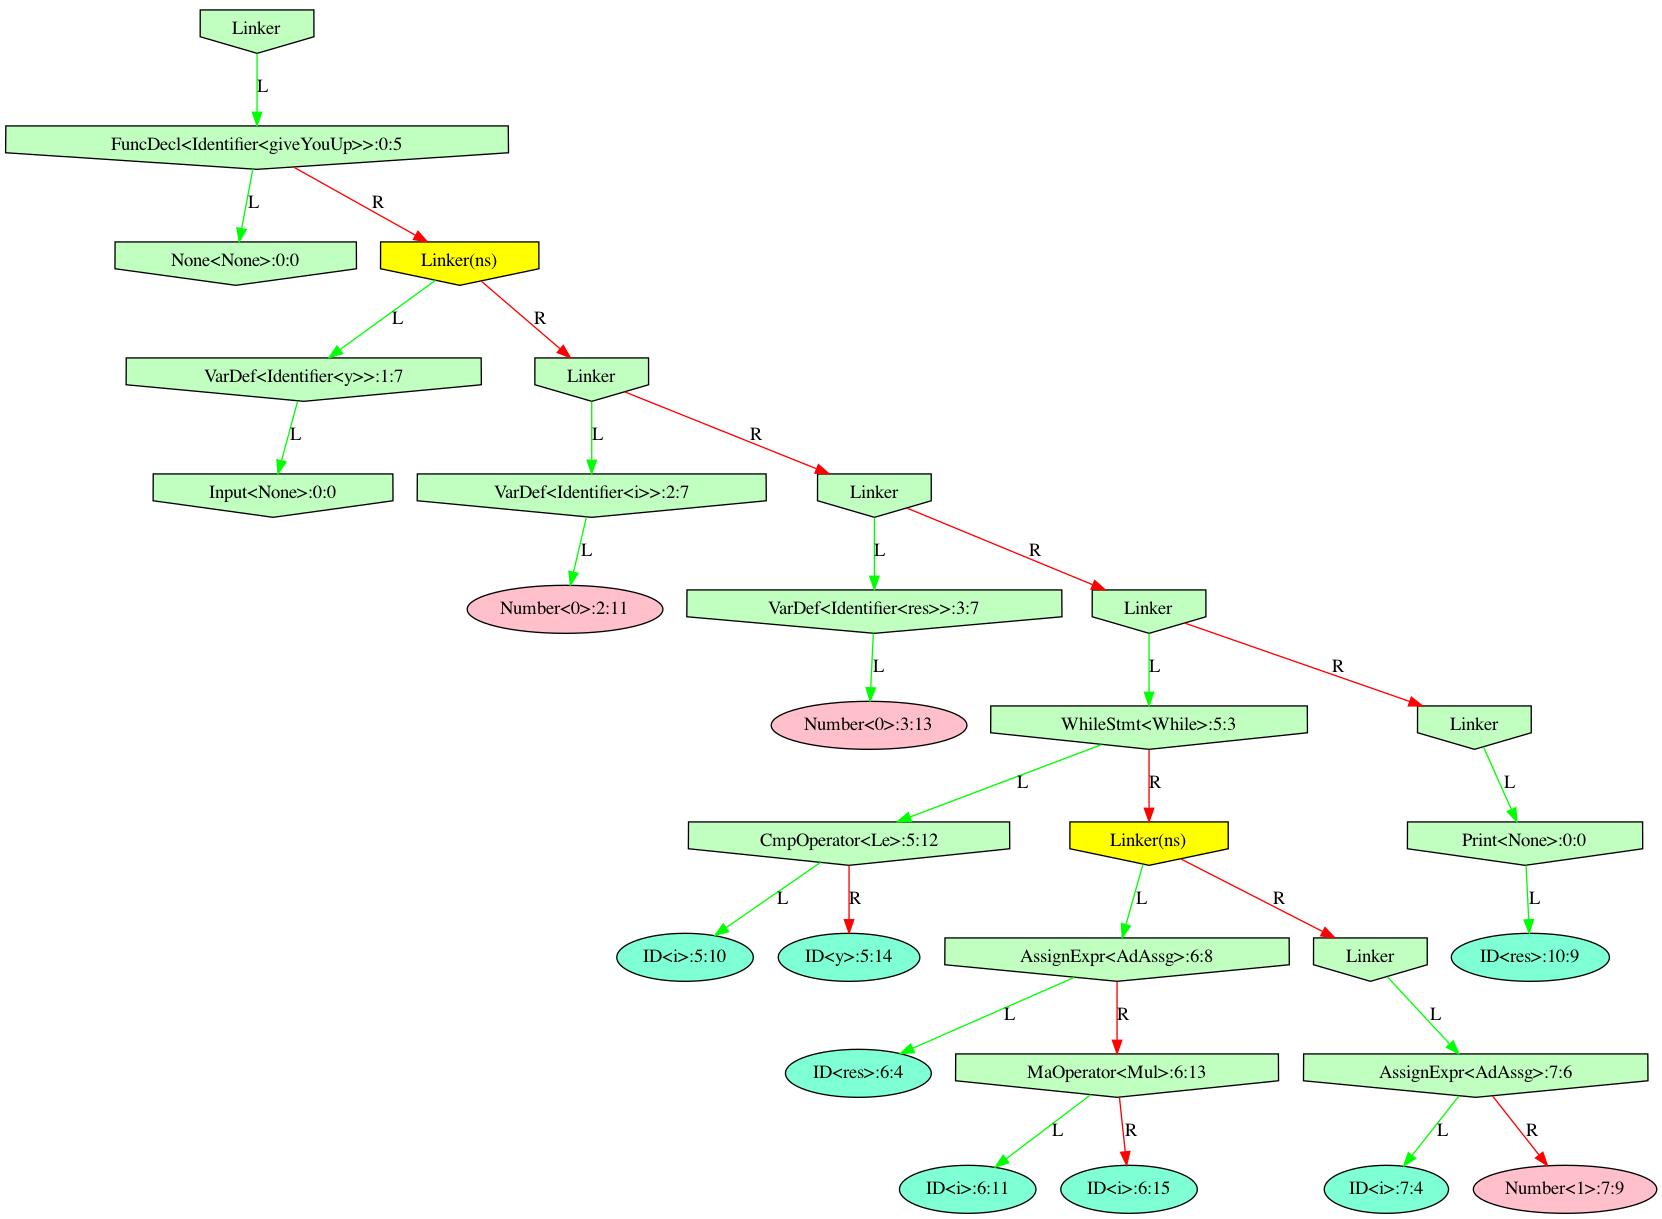 Linker
L
FuncDecl<Identifier<giveYouUp>>:0:5
L
R
None<None>:0:0
Linker(ns)
L
R
VarDef<Identifier<y>>:1:7
Linker
L
L
R
Input<None>:0:0
VarDef<Identifier<i>>:2:7
Linker
L
L
R
Number<0>:2:11
VarDef<Identifier<res>>:3:7
Linker
L
L
R
Number<0>:3:13
WhileStmt<While>:5:3
Linker
L
R
L
CmpOperator<Le>:5:12
Linker(ns)
Print<None>:0:0
L
R
L
R
L
ID<i>:5:10
ID<y>:5:14
AssignExpr<AdAssg>:6:8
Linker
ID<res>:10:9
L
R
L
ID<res>:6:4
MaOperator<Mul>:6:13
AssignExpr<AdAssg>:7:6
L
R
L
R
ID<i>:6:11
ID<i>:6:15
ID<i>:7:4
Number<1>:7:9